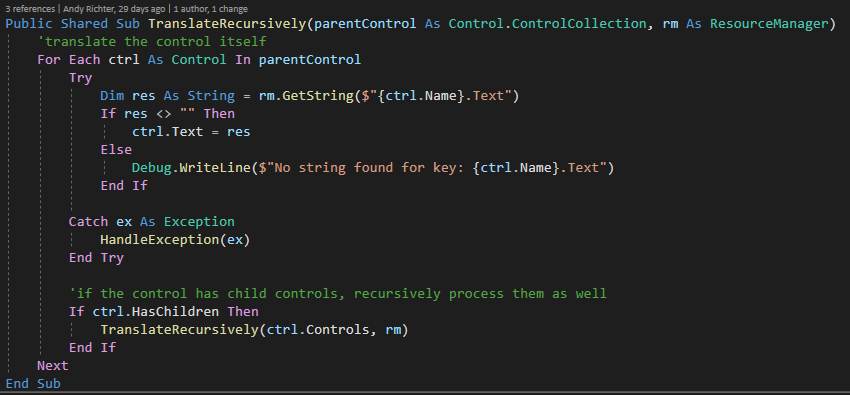 3 references | Andy Richter, 29 days ago | 1 author, 1 change
Public Shared Sub TranslateRecursively(parentControl As Control.ControlCollection, rm As ResourceManager)
    'translate the control itself
    For Each ctrl As Control In parentControl
        Try
            Dim res As String = rm.GetString($"{ctrl.Name}.Text")
            If res <> "" Then
                ctrl.Text = res
            Else
                Debug.WriteLine($"No string found for key: {ctrl.Name}.Text")
            End If

        Catch ex As Exception
            HandleException(ex)
        End Try

        'if the control has child controls, recursively process them as well
        If ctrl.HasChildren Then
            TranslateRecursively(ctrl.Controls, rm)
        End If
    Next
End Sub